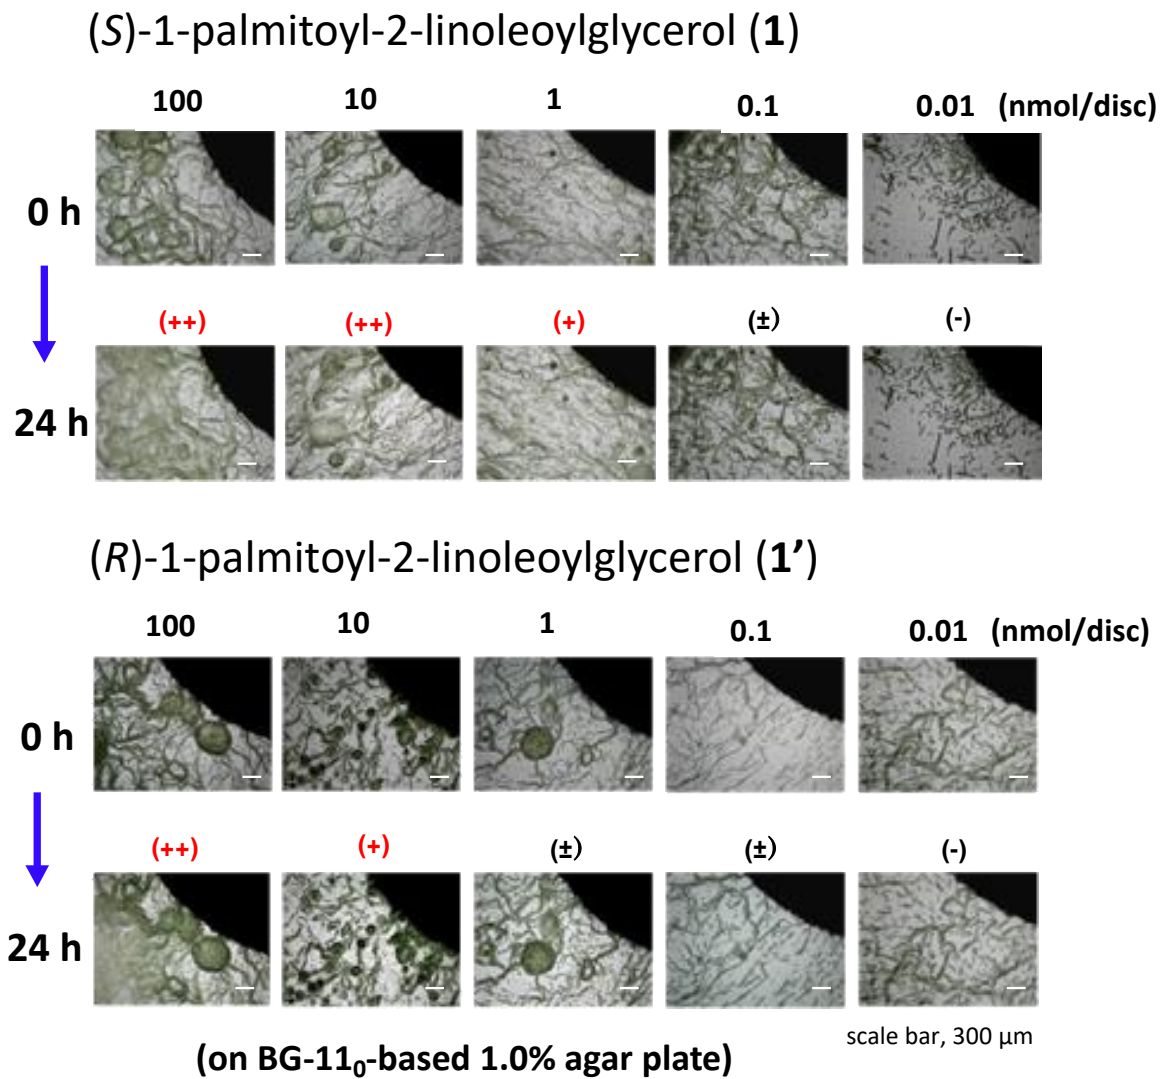 (S)-1-palmitoyl-2-linoleoylglycerol (1)
100 10 1 0.1 0.01 (nmol/disc)
0 h
(++) (++) (+) (±) (-)
24 h
(R)-1-palmitoyl-2-linoleoylglycerol (1’)
100 10 1 0.1 0.01 (nmol/disc)
0 h
(++) (+) (±) (±) (-)
24 h
scale bar, 300 μm
(on BG-11₀-based 1.0% agar plate)